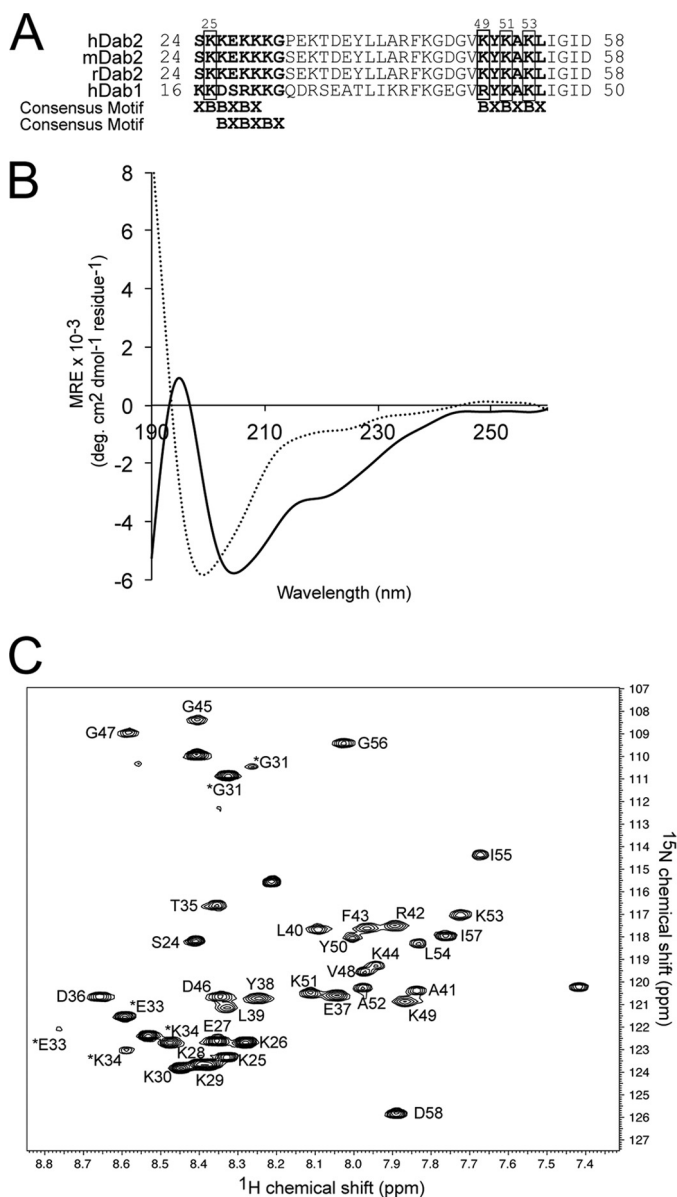 A
25 49 51 53
hDab2 24 SKKEKKKGPEKTDEYLLARFKGDGVKYKAKLIGID 58
mDab2 24 SKKEKKKGPEKTDEYLLARFKGDGVKYKAKLIGID 58
rDab2 24 SKKEKKKGPEKTDEYLLARFKGDGVKYKAKLIGID 58
hDab1 16 KKDSRKKGQDRSEATLIKRFKGEGVRYKAKLIGID 50
Consensus Motif XBBXBX BXBXBX
Consensus Motif BXBXBX
B
8
6
4
2
0
-2
-4
-6
MRE x 10-3
(deg. cm2 dmol-1 residue-1)
190 210 230 250
Wavelength (nm)
C
G45
G47
G56
*G31
*G31
I55
T35
K53
L40 F43 R42
Y50
I57
S24
L54
V48 K44
D36 D46 Y38
K51
A41
*E33
L39
E37 A52 K49
*E33
*K34 E27
K26
*K34 K28
K25
K30 K29
D58
107
108
109
110
111
112
113
114
115
116
117
118
119
120
121
122
123
124
125
126
127
15N chemical shift (ppm)
8.8 8.7 8.6 8.5 8.4 8.3 8.2 8.1 8.0 7.9 7.8 7.7 7.6 7.5 7.4
1H chemical shift (ppm)